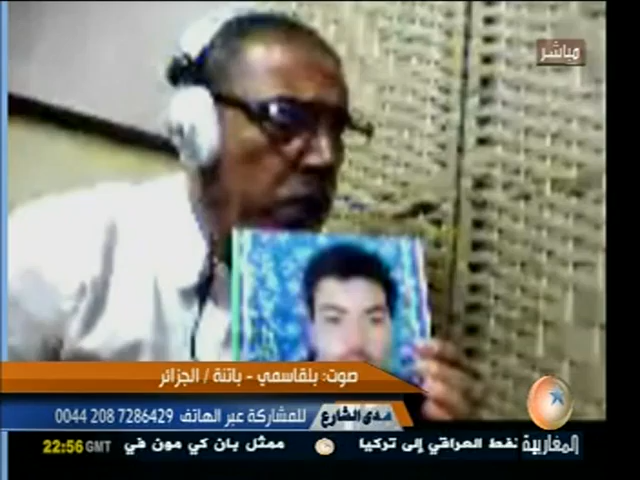 مباشر
صوت: بلقاسمي - باتنة / الجزائر
صدى الشارع للمشاركة عبر الهاتف 0044 208 7286429
المغاربية نفط العراقي إلى تركيا ممثل بان كي مون في 22:56 GMT